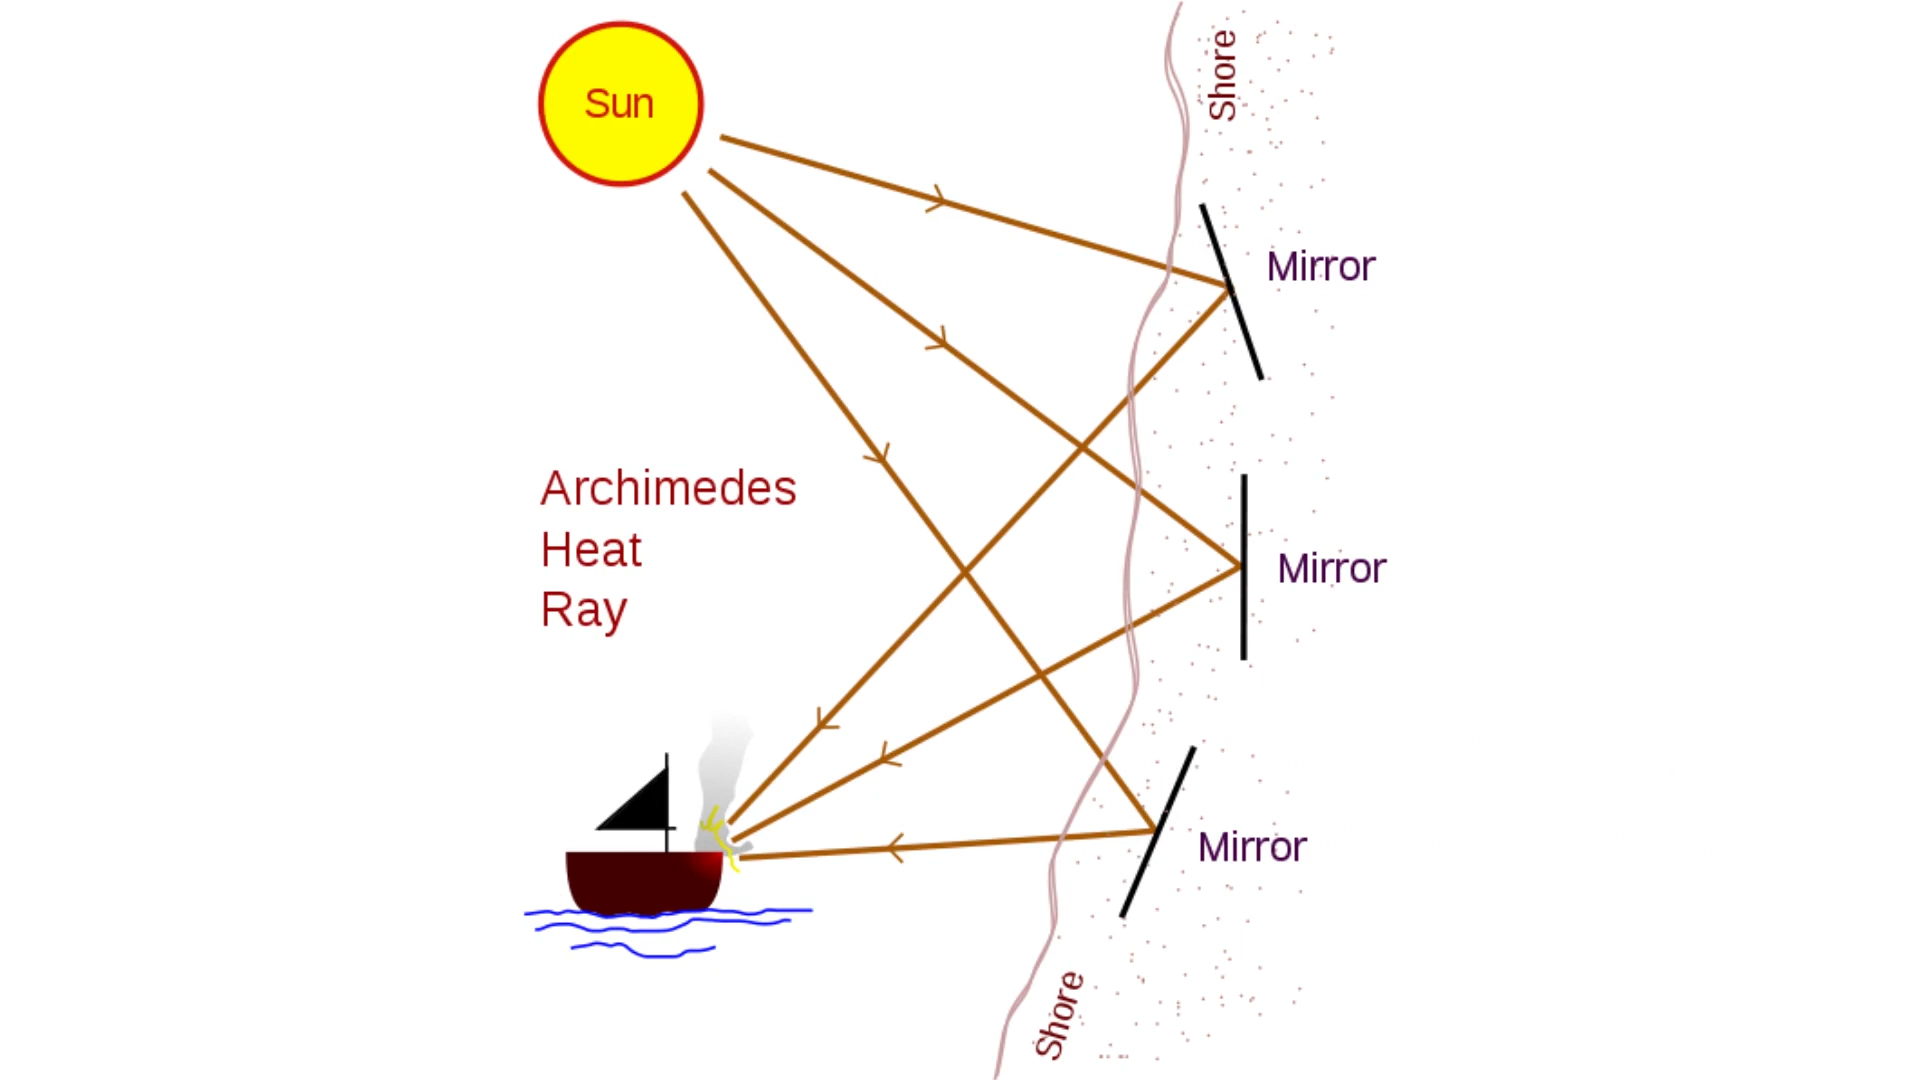 Sun
Shore
Mirror
Archimedes
Heat
Ray
Mirror
Mirror
Shore